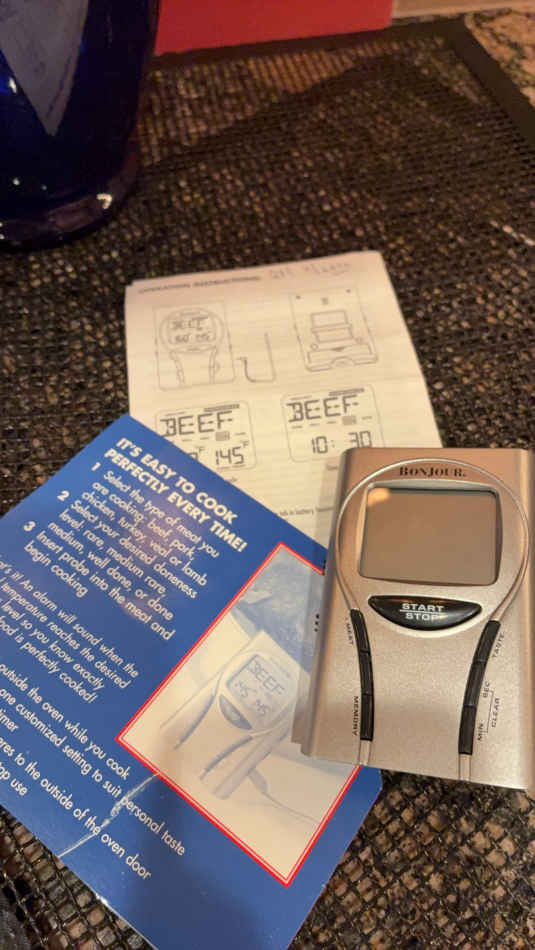 OPERATING INSTRUCTIONS
BEEF
BEEF
145°F
BEEF
10: 30
IT'S EASY TO COOK
PERFECTLY EVERY TIME!
1 Select the type of meat you
are cooking: beef, pork,
chicken, turkey, veal or lamb
2 Select your desired doneness
level: rare, medium rare,
medium, well done, or done
3 Insert probe into the meat and
begin cooking
it! An alarm will sound when the
temperature reaches the desired
level so you know exactly
food is perfectly cooked!
outside the oven while you cook
one customized setting to suit personal taste
timer
to the outside of the oven door
use
BEEF
BONJOUR.
START
STOP
MEAT
TASTE
MEMORY
MIN
SEC
CLEAR